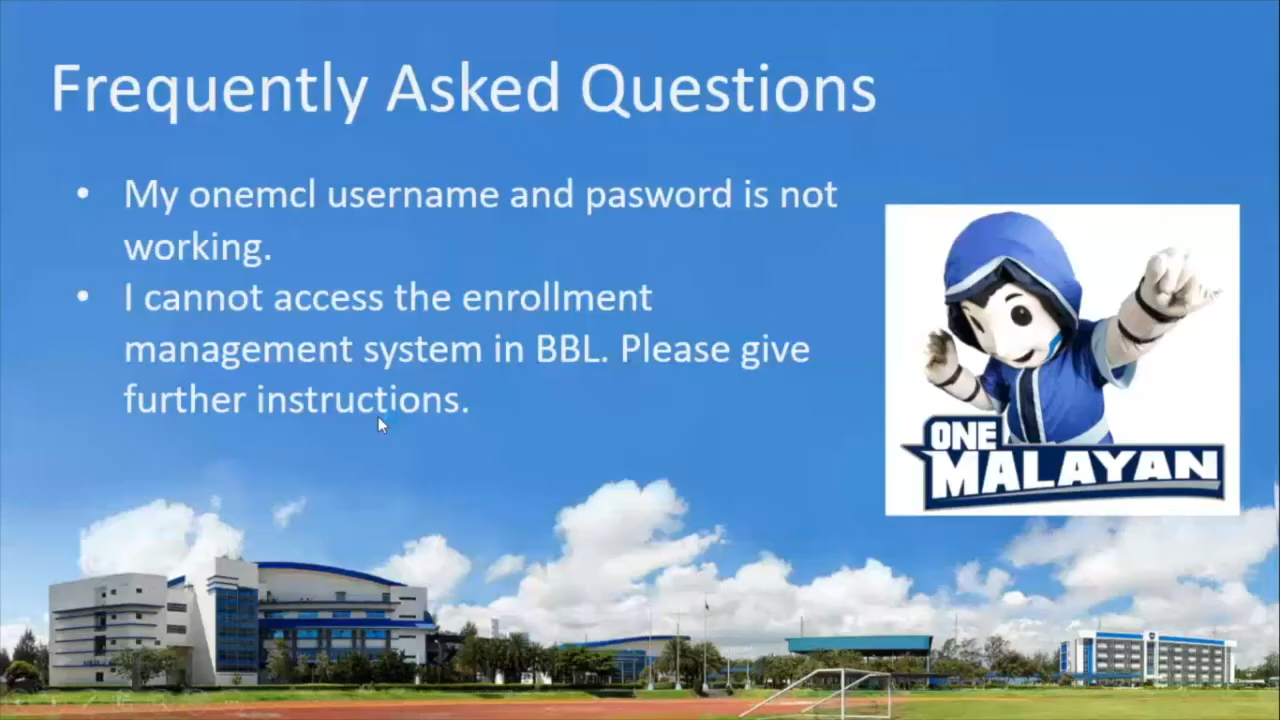 Frequently Asked Questions
• My onemcl username and pasword is not
working.
• I cannot access the enrollment
management system in BBL. Please give
further instructions.
ONE
MALAYAN